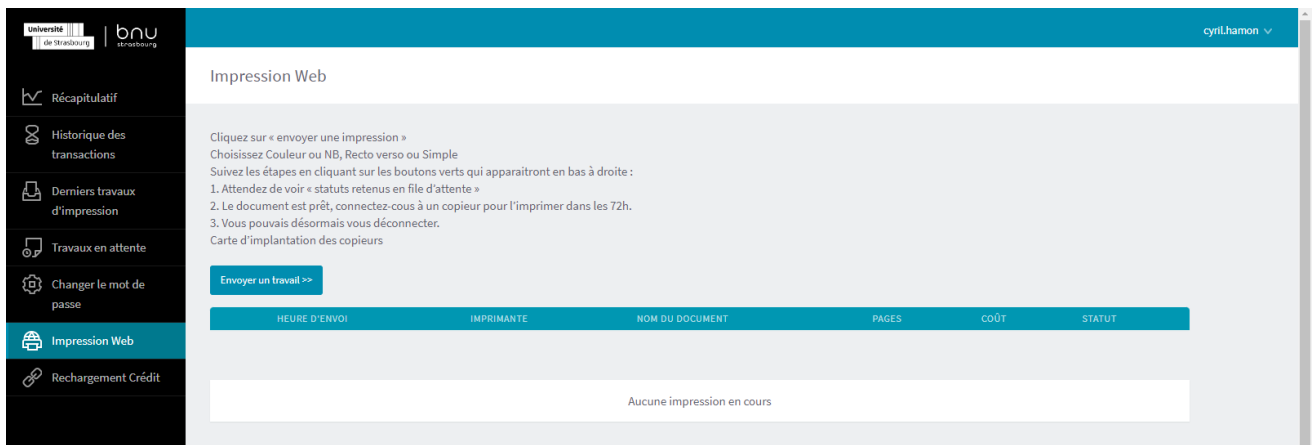 Université
de Strasbourg
bnu
strasbourg
cyril.hamon
Impression Web
Récapitulatif
Historique des
transactions
Derniers travaux
d'impression
Travaux en attente
Changer le mot de
passe
Impression Web
Rechargement Crédit
Cliquez sur « envoyer une impression »
Choisissez Couleur ou NB, Recto verso ou Simple
Suivez les étapes en cliquant sur les boutons verts qui apparaitront en bas à droite :
1. Attendez de voir « statuts retenus en file d'attente »
2. Le document est prêt, connectez-cous à un copieur pour l'imprimer dans les 72h.
3. Vous pouvais désormais vous déconnecter.
Carte d'implantation des copieurs
Envoyer un travail >>
HEURE D'ENVOI IMPRIMANTE NOM DU DOCUMENT PAGES COÛT STATUT
Aucune impression en cours